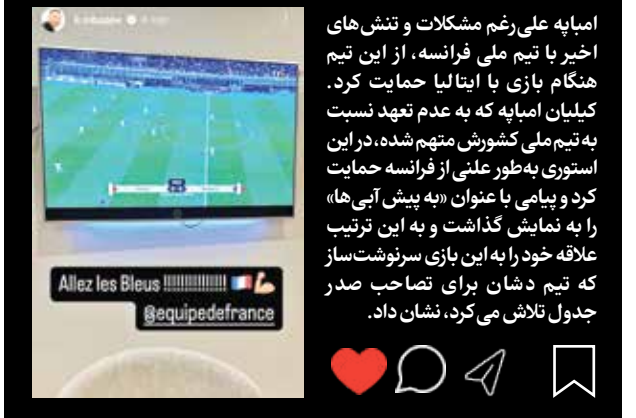 امباپه علی‌رغم مشکلات و تنش‌های
اخیر با تیم ملی فرانسه، از این تیم
هنگام بازی با ایتالیا حمایت کرد.
کیلیان امباپه که به عدم تعهد نسبت
به تیم ملی کشورش متهم شده، در این
استوری به‌طور علنی از فرانسه حمایت
کرد و پیامی با عنوان «به پیش آبی‌ها»
را به نمایش گذاشت و به این ترتیب
علاقه خود را به این بازی سرنوشت‌ساز
که تیم دشان برای تصاحب صدر
جدول تلاش می‌کرد، نشان داد.
Allez les Bleus !!!!!!!!!!!!!!! 🇫🇷💪🏻
@equipedefrance